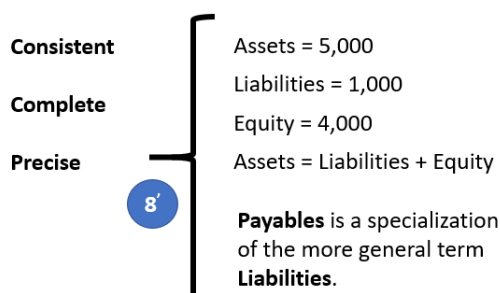 Consistent
Complete
Precise
8’
Assets = 5,000
Liabilities = 1,000
Equity = 4,000
Assets = Liabilities + Equity
Payables is a specialization
of the more general term
Liabilities.